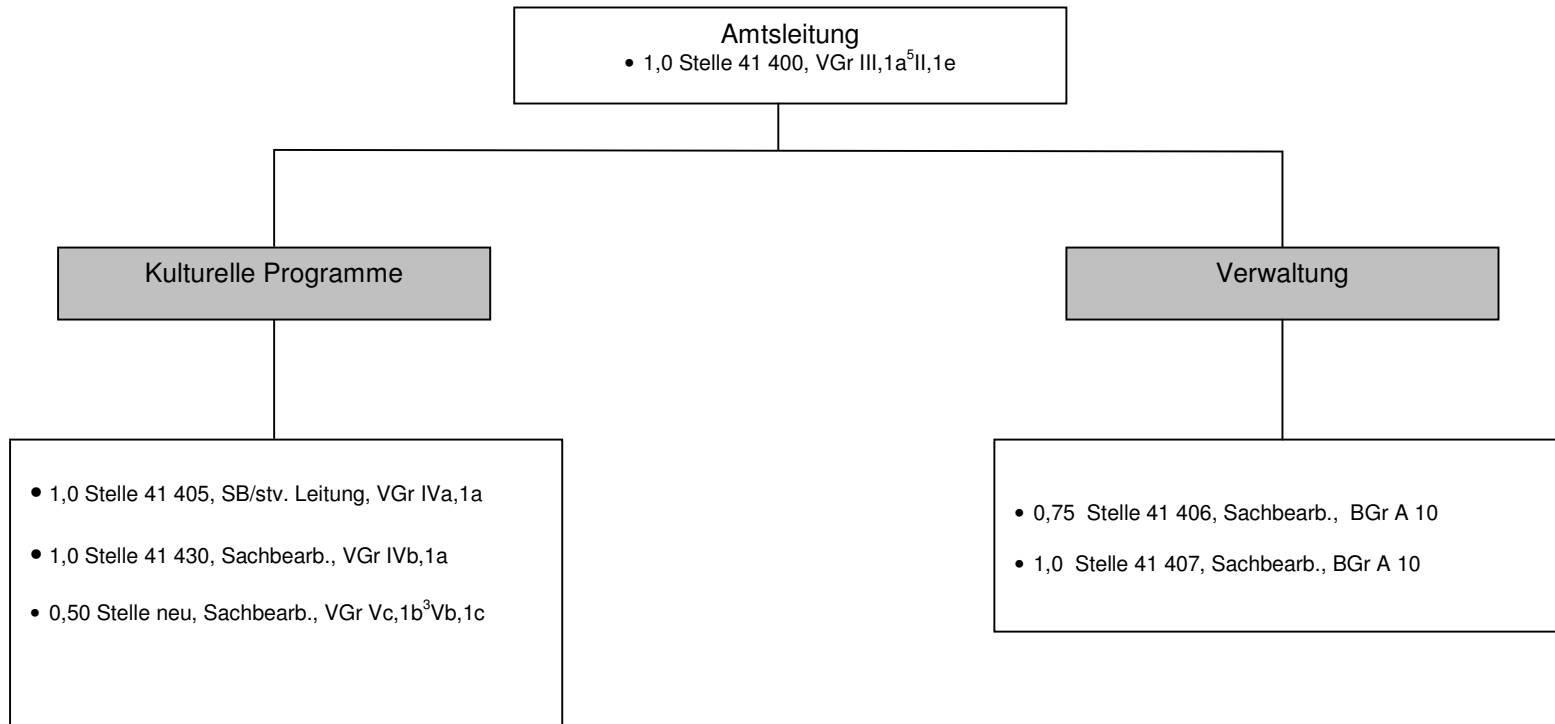 Amtsleitung
• 1,0 Stelle 41 400, VGr III,1a⁵II,1e
Kulturelle Programme
Verwaltung
• 1,0 Stelle 41 405, SB/stv. Leitung, VGr IVa,1a
• 1,0 Stelle 41 430, Sachbearb., VGr IVb,1a
• 0,50 Stelle neu, Sachbearb., VGr Vc,1b³Vb,1c
• 0,75 Stelle 41 406, Sachbearb., BGr A 10
• 1,0 Stelle 41 407, Sachbearb., BGr A 10